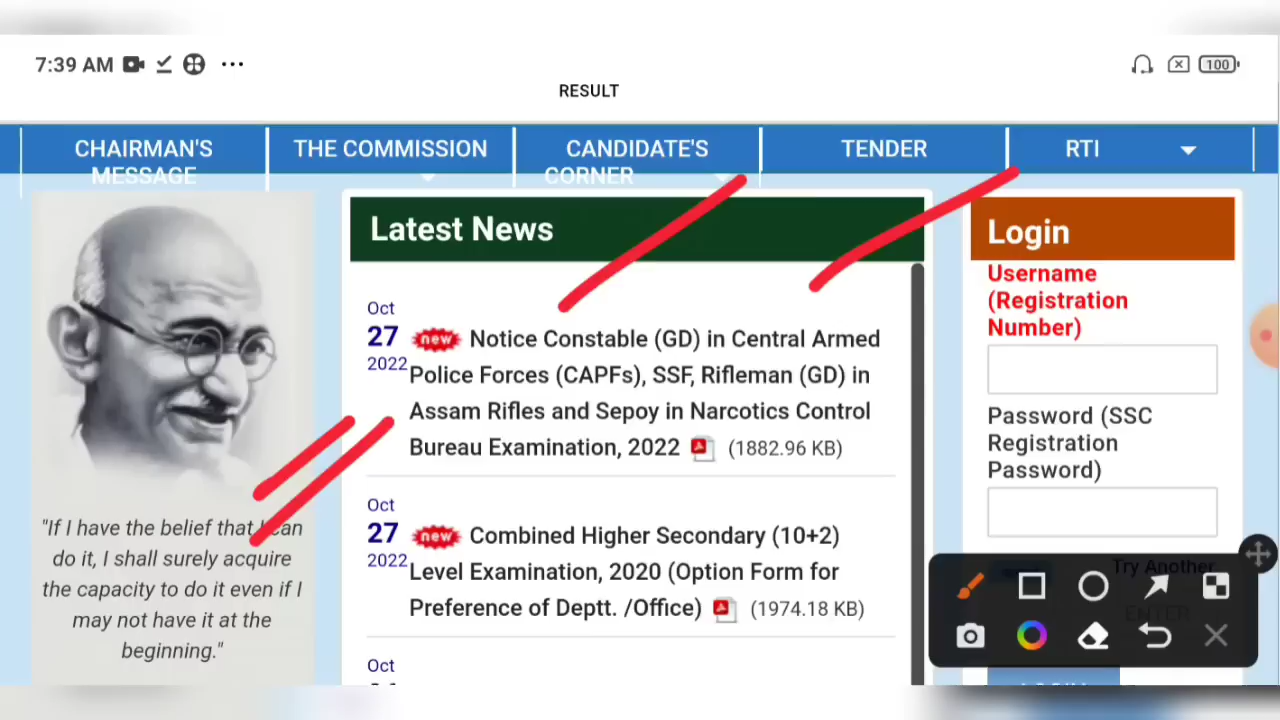 7:39 AM
100
RESULT
CHAIRMAN'S
MESSAGE
THE COMMISSION
CANDIDATE'S
CORNER
TENDER
RTI
"If I have the belief that I can
do it, I shall surely acquire
the capacity to do it even if I
may not have it at the
beginning."
Latest News
Oct
27
2022
new Notice Constable (GD) in Central Armed
Police Forces (CAPFs), SSF, Rifleman (GD) in
Assam Rifles and Sepoy in Narcotics Control
Bureau Examination, 2022 (1882.96 KB)
Oct
27
2022
new Combined Higher Secondary (10+2)
Level Examination, 2020 (Option Form for
Preference of Deptt. /Office) (1974.18 KB)
Oct
Login
Username
(Registration
Number)
Password (SSC
Registration
Password)
Try Another